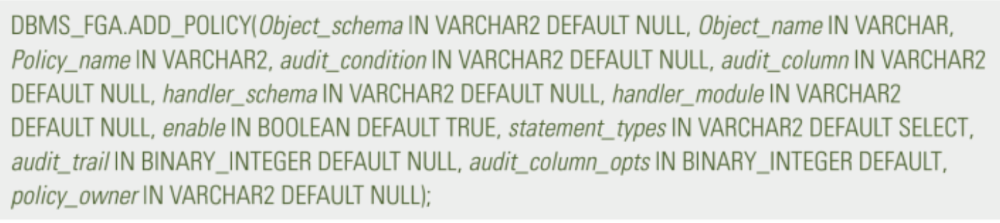 DBMS_FGA.ADD_POLICY(Object_schema IN VARCHAR2 DEFAULT NULL, Object_name IN VARCHAR,
Policy_name IN VARCHAR2, audit_condition IN VARCHAR2 DEFAULT NULL, audit_column IN VARCHAR2
DEFAULT NULL, handler_schema IN VARCHAR2 DEFAULT NULL, handler_module IN VARCHAR2
DEFAULT NULL, enable IN BOOLEAN DEFAULT TRUE, statement_types IN VARCHAR2 DEFAULT SELECT,
audit_trail IN BINARY_INTEGER DEFAULT NULL, audit_column_opts IN BINARY_INTEGER DEFAULT,
policy_owner IN VARCHAR2 DEFAULT NULL);